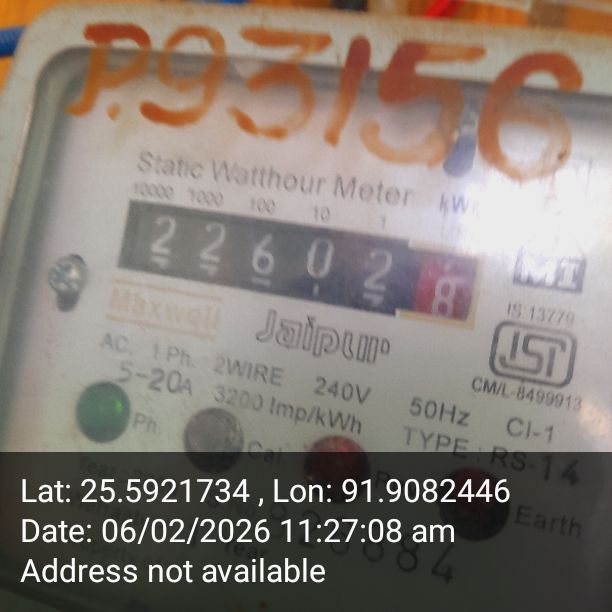 P.93156
Static Watthour Meter
10000 1000 100 10 1 kW
2 2 6 0 2 8
MI
Maxwell
Jaipur
IS:13779
ISI
CM/L-8499913
AC. 1 Ph. 2WIRE 240V 50Hz Cl-1
5-20A 3200 Imp/kWh TYPE : RS-14
Ph.
Cal.
Earth
Lat: 25.5921734 , Lon: 91.9082446
Date: 06/02/2026 11:27:08 am
Address not available